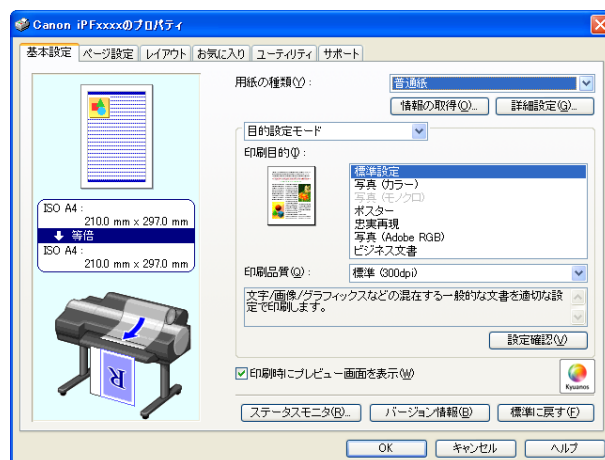 Canon iPFxxxxのプロパティ
基本設定 ページ設定 レイアウト お気に入り ユーティリティ サポート
用紙の種類(Y): 普通紙
情報の取得(Q)... 詳細設定(G)...
目的設定モード
印刷目的(I):
標準設定
写真 (カラー)
写真 (モノクロ)
ポスター
忠実再現
写真 (Adobe RGB)
ビジネス文書
ISO A4 :
210.0 mm x 297.0 mm
等倍
ISO A4 :
210.0 mm x 297.0 mm
印刷品質(Q): 標準 (300dpi)
文字/画像/グラフィックスなどの混在する一般的な文書を適切な設
定で印刷します。
設定確認(V)
印刷時にプレビュー画面を表示(W)
Kyuanos
R
ステータスモニタ(R)... バージョン情報(B) 標準に戻す(F)
OK キャンセル ヘルプ